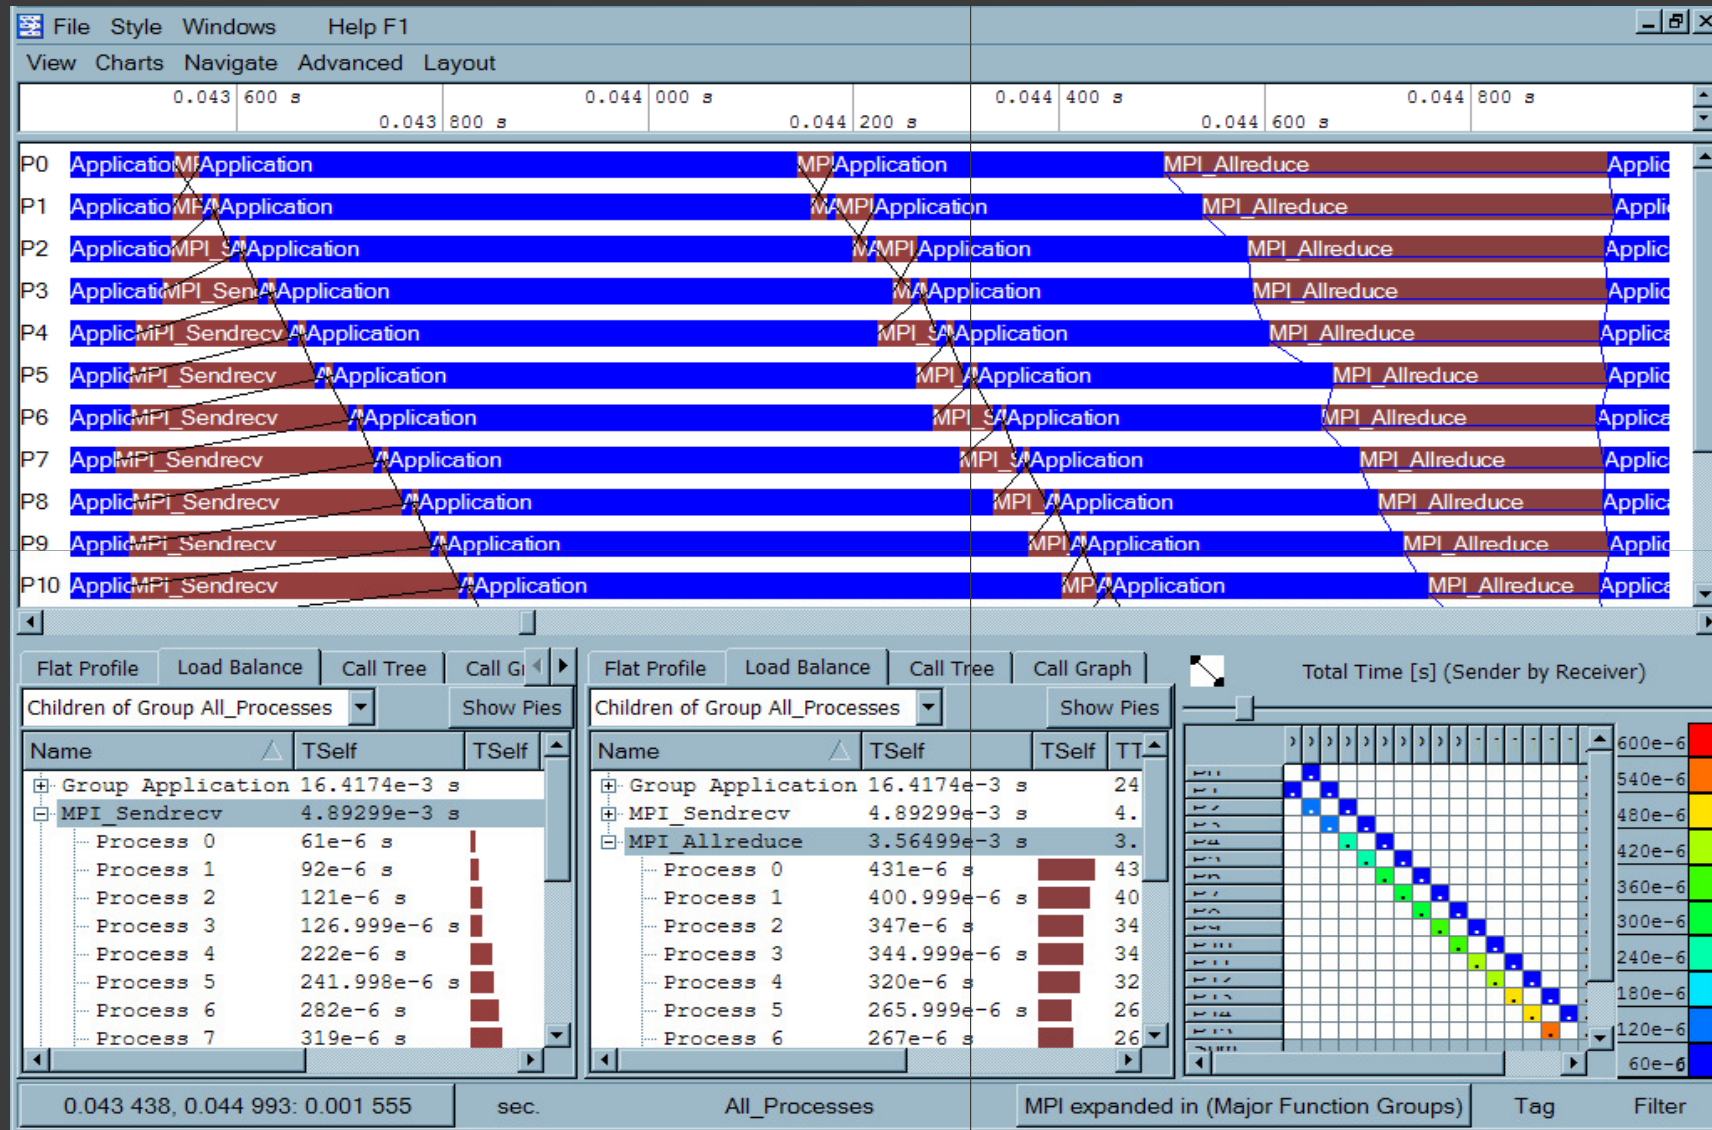 File Style Windows Help F1
View Charts Navigate Advanced Layout
0.043 600 s 0.044 000 s 0.044 400 s 0.044 800 s
0.043 800 s 0.044 200 s 0.044 600 s
P0 Application Application MPI Application MPI_Allreduce Applic
P1 Applicatio Application MPI Application MPI_Allreduce Applic
P2 Applicatio MPI_S Application MPI Application MPI_Allreduce Applic
P3 Applicatio MPI_Send Application Application MPI_Allreduce Applic
P4 Applic MPI_Sendrecv Application MPI_S Application MPI_Allreduce Applica
P5 Applic MPI_Sendrecv Application MPI_ Application MPI_Allreduce Applic
P6 Applic MPI_Sendrecv Application MPI_S Application MPI_Allreduce Applica
P7 Appl MPI_Sendrecv Application MPI_S Application MPI_Allreduce Applic
P8 Applic MPI_Sendrecv Application MPI_ Application MPI_Allreduce Applica
P9 Applic MPI_Sendrecv Application MPI Application MPI_Allreduce Applic
P10 Applic MPI_Sendrecv Application MP Application MPI_Allreduce Applica
Flat Profile Load Balance Call Tree Call Gr
Children of Group All_Processes Show Pies
Name TSelf TSelf
Group Application 16.4174e-3 s
MPI_Sendrecv 4.89299e-3 s
Process 0 61e-6 s
Process 1 92e-6 s
Process 2 121e-6 s
Process 3 126.999e-6 s
Process 4 222e-6 s
Process 5 241.998e-6 s
Process 6 282e-6 s
Process 7 319e-6 s
Flat Profile Load Balance Call Tree Call Graph
Children of Group All_Processes Show Pies
Name TSelf TSelf TT
Group Application 16.4174e-3 s 24
MPI_Sendrecv 4.89299e-3 s 4.
MPI_Allreduce 3.56499e-3 s 3.
Process 0 431e-6 s 43
Process 1 400.999e-6 s 40
Process 2 347e-6 s 34
Process 3 344.999e-6 s 34
Process 4 320e-6 s 32
Process 5 265.999e-6 s 26
Process 6 267e-6 s 26
Total Time [s] (Sender by Receiver)
600e-6
540e-6
480e-6
420e-6
360e-6
300e-6
240e-6
180e-6
120e-6
60e-6
0.043 438, 0.044 993: 0.001 555 sec. All_Processes MPI expanded in (Major Function Groups) Tag Filter